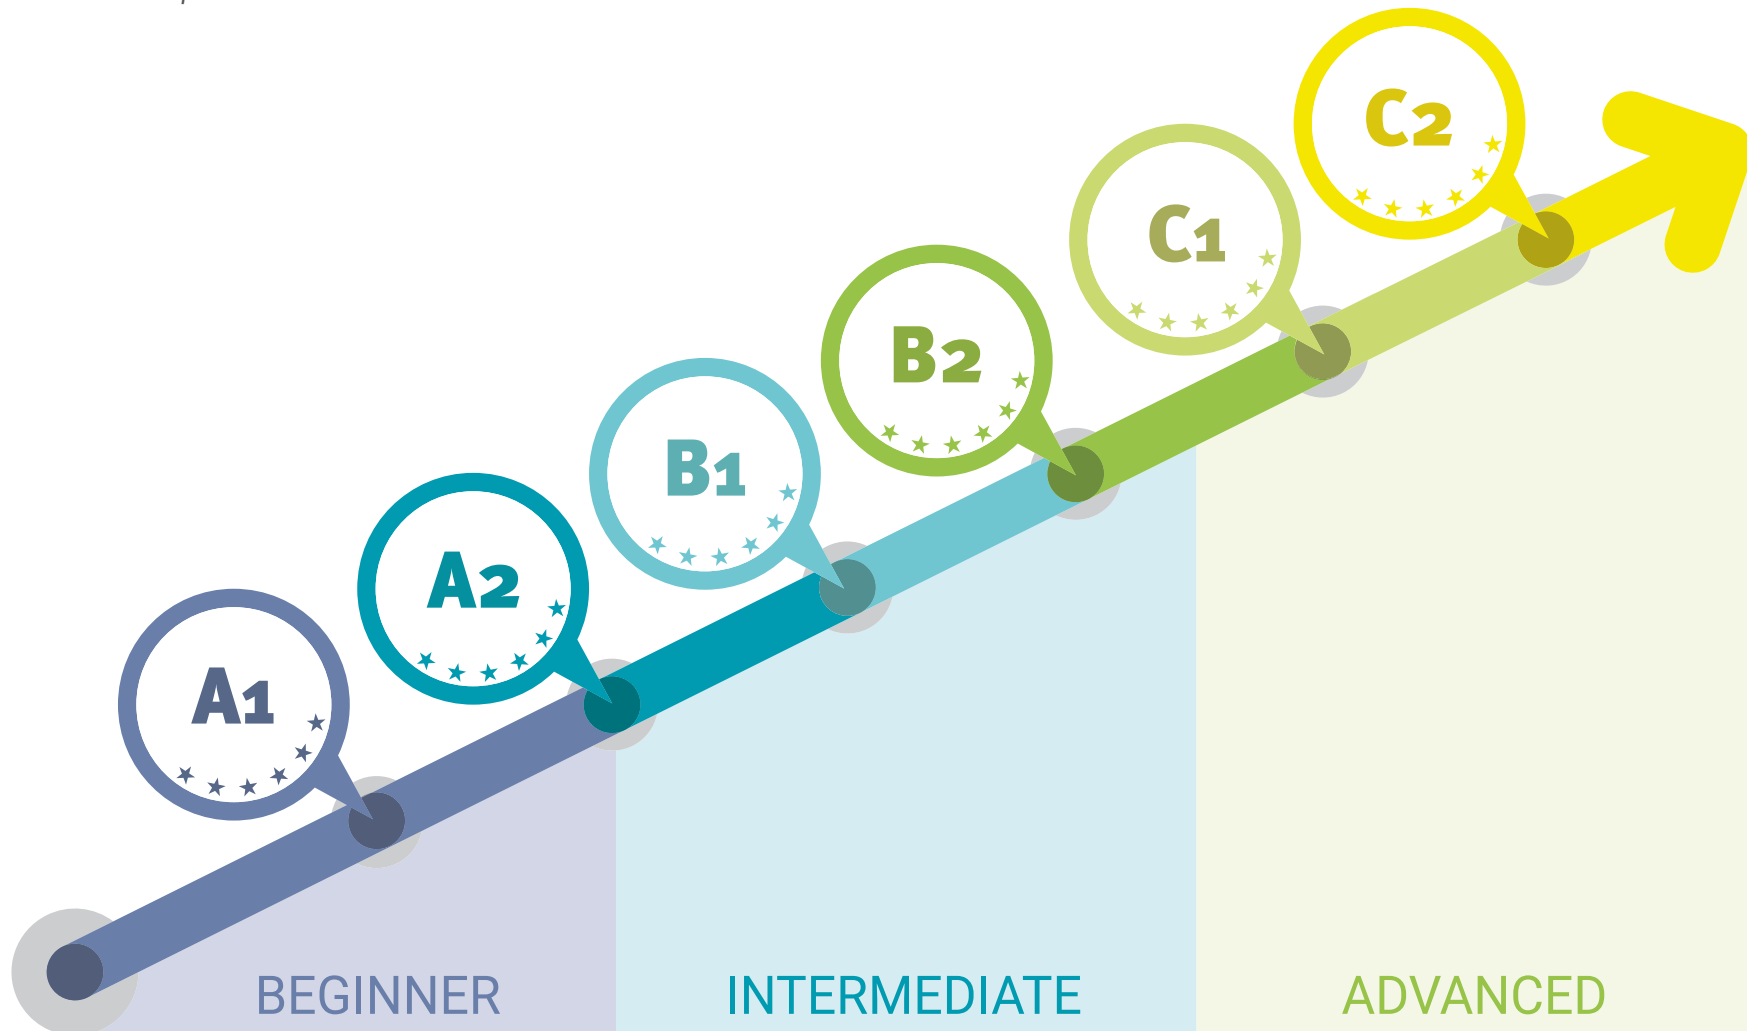 A1
A2
B1
B2
C1
C2
BEGINNER
INTERMEDIATE
ADVANCED